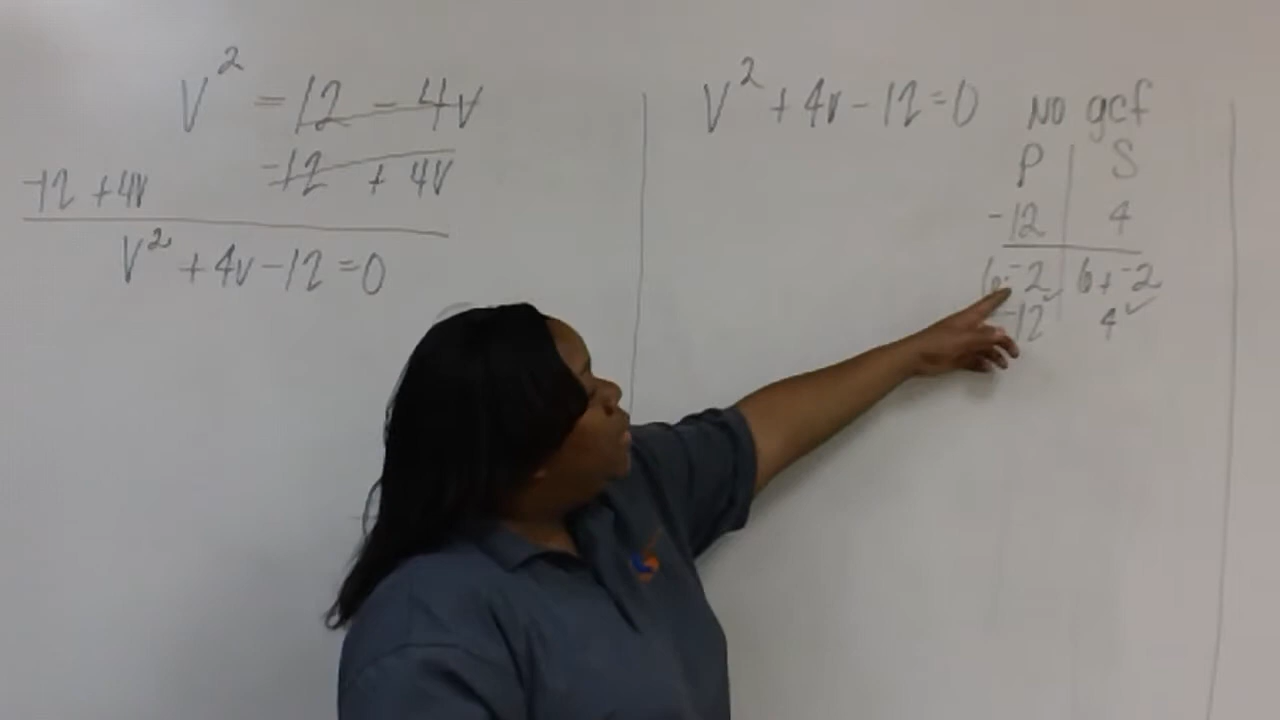 V² = 12 - 4v
-12 + 4v
-12 + 4v
V² + 4v - 12 = 0
V² + 4v - 12 = 0
NO gcf
P | S
-12 | 4
6·⁻2 | 6 + ⁻2
-12 ✓ | 4 ✓